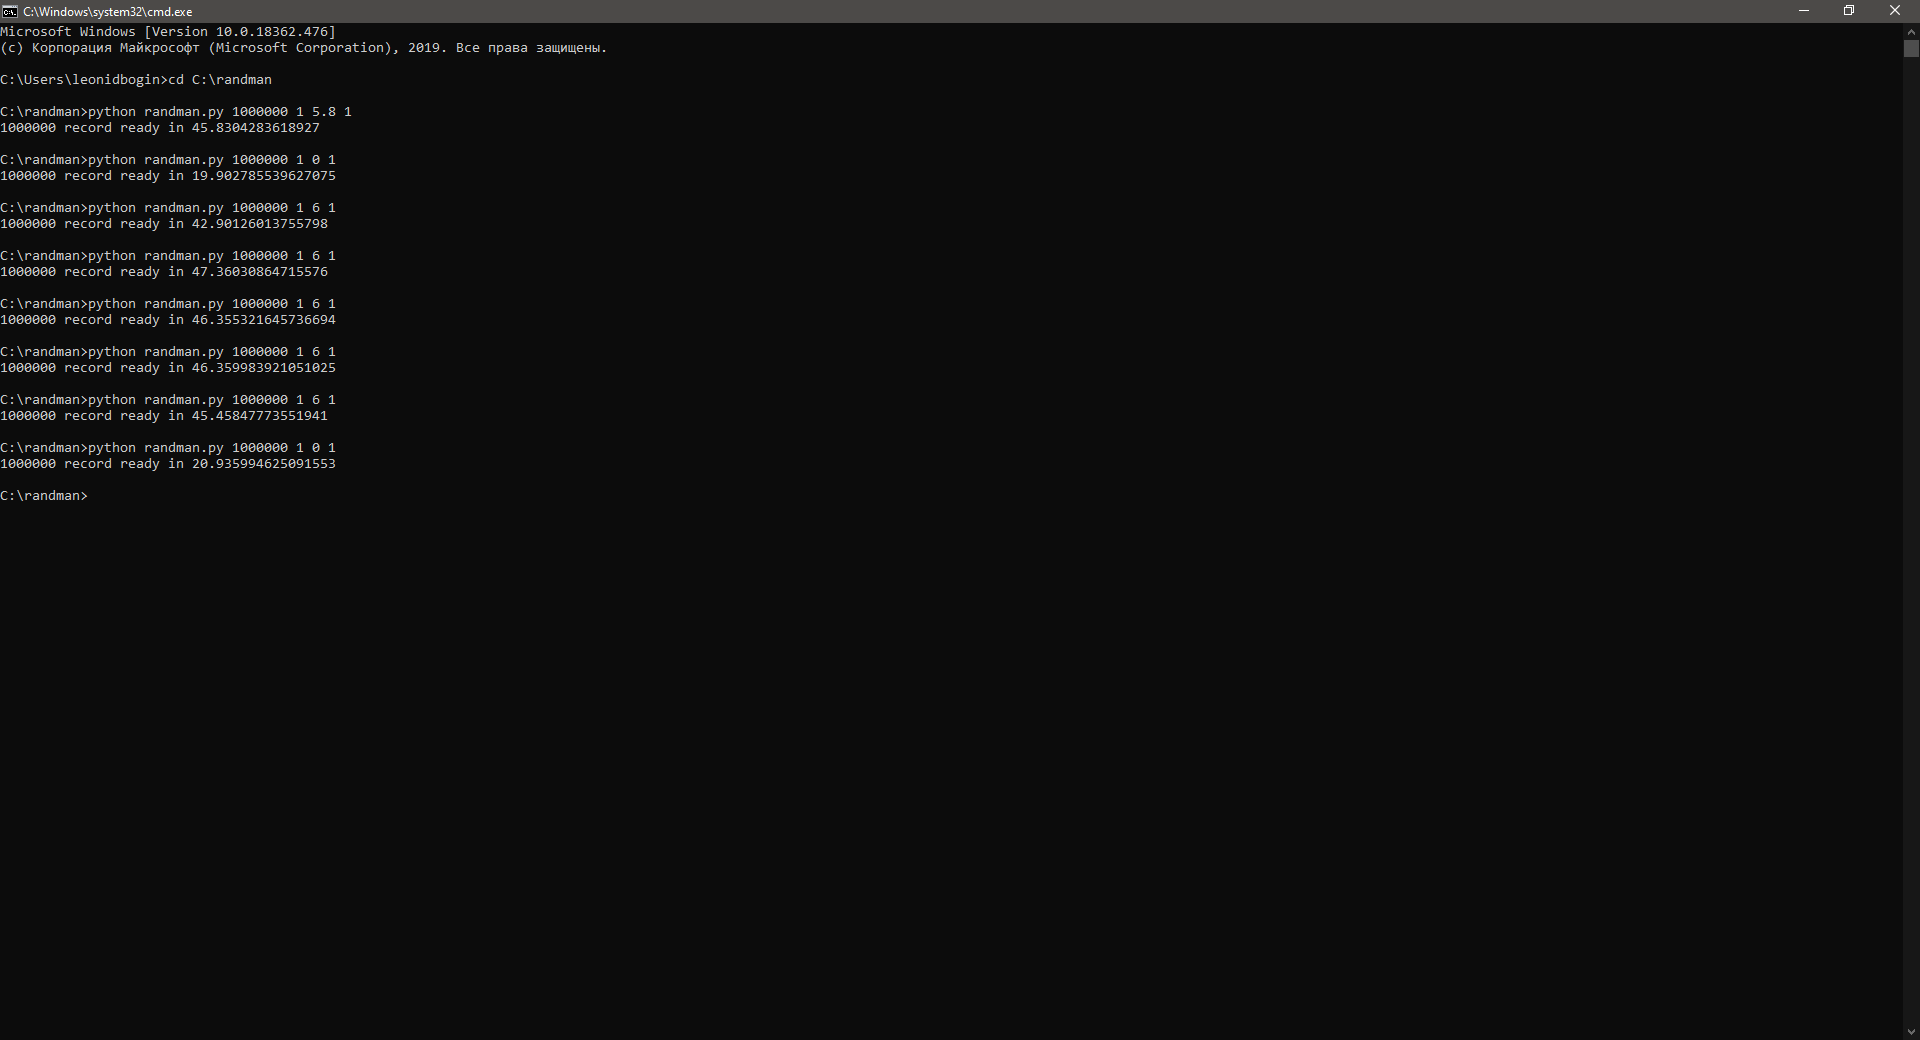 C:\Windows\system32\cmd.exe
Microsoft Windows [Version 10.0.18362.476]
(c) Корпорация Майкрософт (Microsoft Corporation), 2019. Все права защищены.
C:\Users\leonidbogin>cd C:\randman
C:\randman>python randman.py 1000000 1 5.8 1
1000000 record ready in 45.8304283618927
C:\randman>python randman.py 1000000 1 0 1
1000000 record ready in 19.902785539627075
C:\randman>python randman.py 1000000 1 6 1
1000000 record ready in 42.90126013755798
C:\randman>python randman.py 1000000 1 6 1
1000000 record ready in 47.36030864715576
C:\randman>python randman.py 1000000 1 6 1
1000000 record ready in 46.355321645736694
C:\randman>python randman.py 1000000 1 6 1
1000000 record ready in 46.359983921051025
C:\randman>python randman.py 1000000 1 6 1
1000000 record ready in 45.45847773551941
C:\randman>python randman.py 1000000 1 0 1
1000000 record ready in 20.935994625091553
C:\randman>